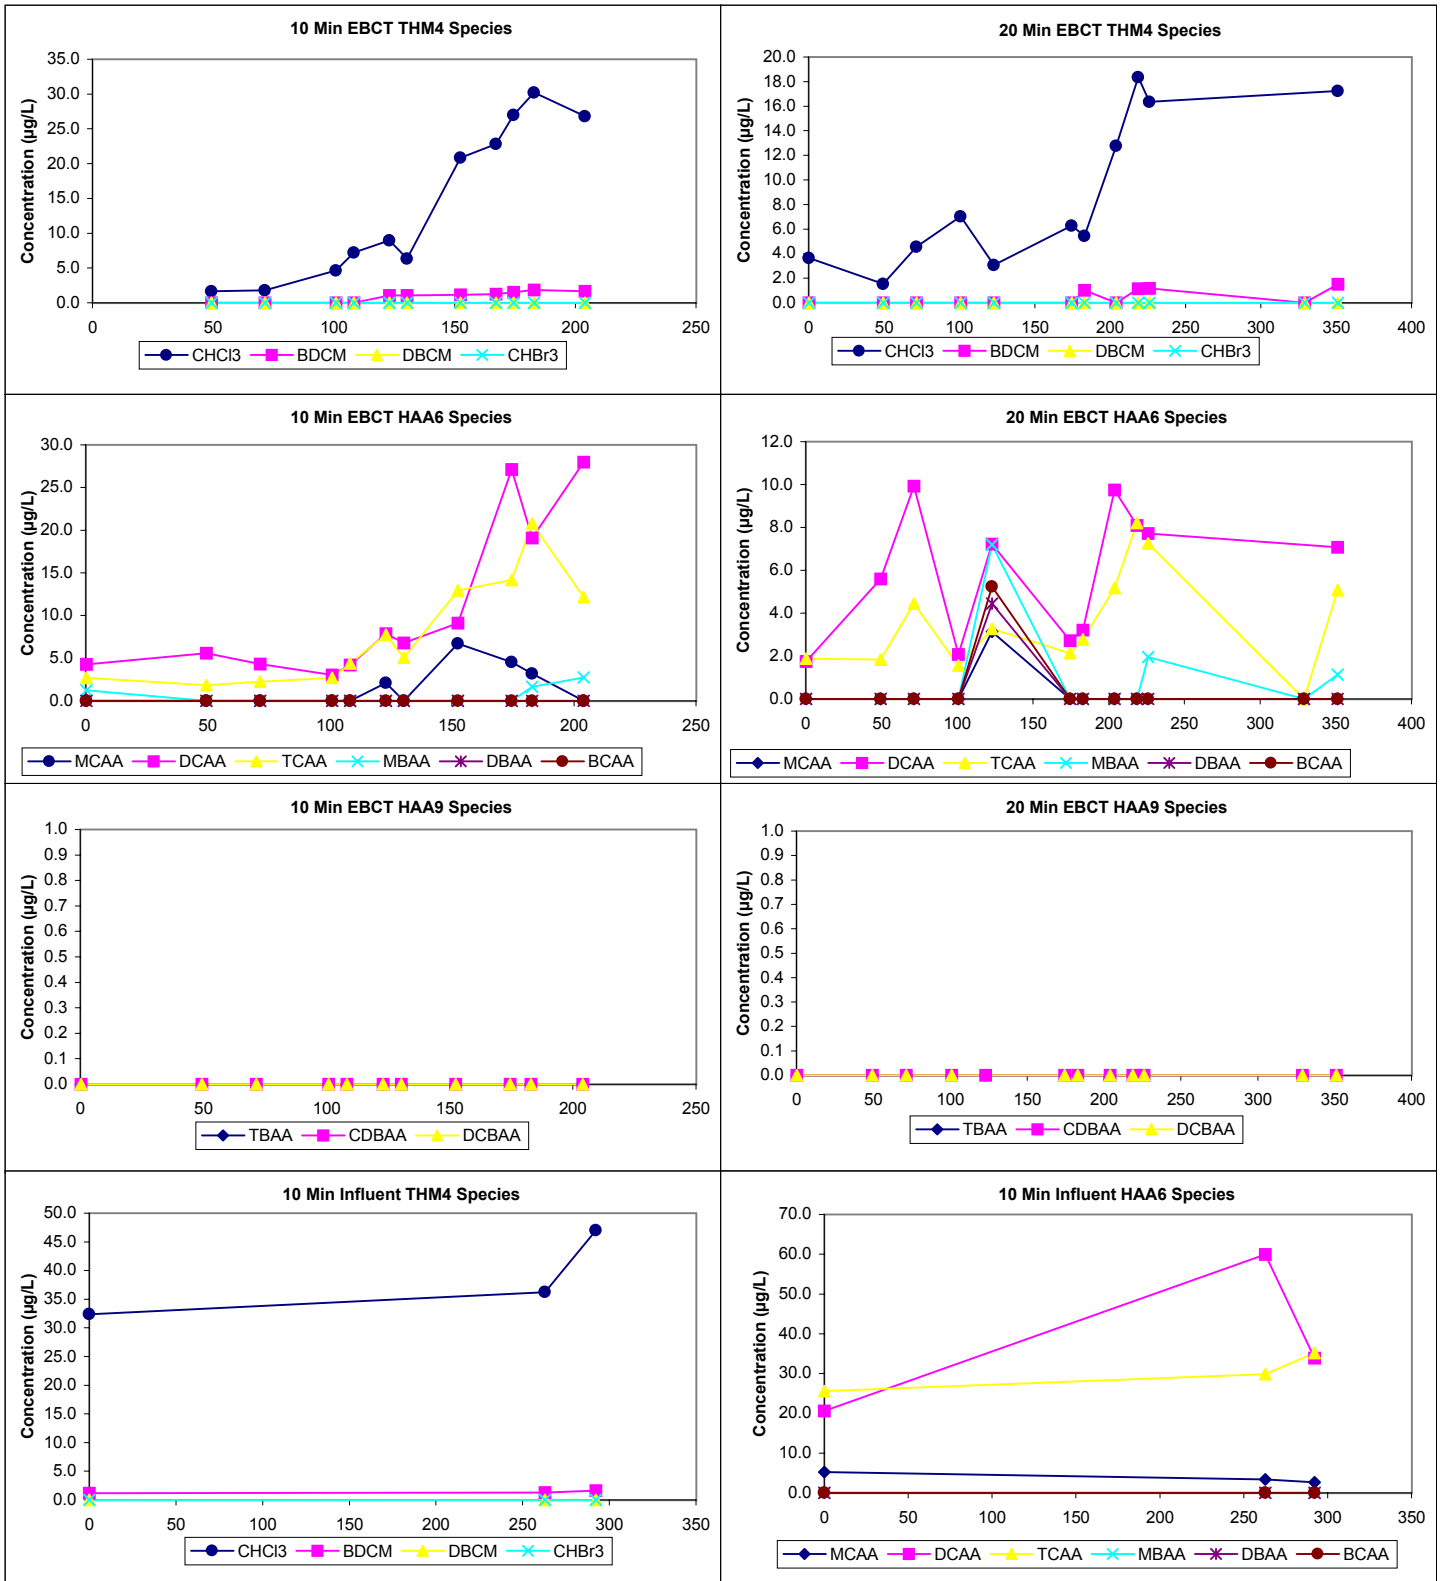 10 Min EBCT THM4 Species
Concentration (µg/L)
35.0
30.0
25.0
20.0
15.0
10.0
5.0
0.0
0 50 100 150 200 250
CHCl3 BDCM DBCM CHBr3
20 Min EBCT THM4 Species
Concentration (µg/L)
20.0
18.0
16.0
14.0
12.0
10.0
8.0
6.0
4.0
2.0
0.0
0 50 100 150 200 250 300 350 400
CHCl3 BDCM DBCM CHBr3
10 Min EBCT HAA6 Species
Concentration (µg/L)
30.0
25.0
20.0
15.0
10.0
5.0
0.0
0 50 100 150 200 250
MCAA DCAA TCAA MBAA DBAA BCAA
20 Min EBCT HAA6 Species
Concentration (µg/L)
12.0
10.0
8.0
6.0
4.0
2.0
0.0
0 50 100 150 200 250 300 350 400
MCAA DCAA TCAA MBAA DBAA BCAA
10 Min EBCT HAA9 Species
Concentration (µg/L)
1.0
0.9
0.8
0.7
0.6
0.5
0.4
0.3
0.2
0.1
0.0
0 50 100 150 200 250
TBAA CDBAA DCBAA
20 Min EBCT HAA9 Species
Concentration (µg/L)
1.0
0.9
0.8
0.7
0.6
0.5
0.4
0.3
0.2
0.1
0.0
0 50 100 150 200 250 300 350 400
TBAA CDBAA DCBAA
10 Min Influent THM4 Species
Concentration (µg/L)
50.0
45.0
40.0
35.0
30.0
25.0
20.0
15.0
10.0
5.0
0.0
0 50 100 150 200 250 300 350
CHCl3 BDCM DBCM CHBr3
10 Min Influent HAA6 Species
Concentration (µg/L)
70.0
60.0
50.0
40.0
30.0
20.0
10.0
0.0
0 50 100 150 200 250 300 350
MCAA DCAA TCAA MBAA DBAA BCAA